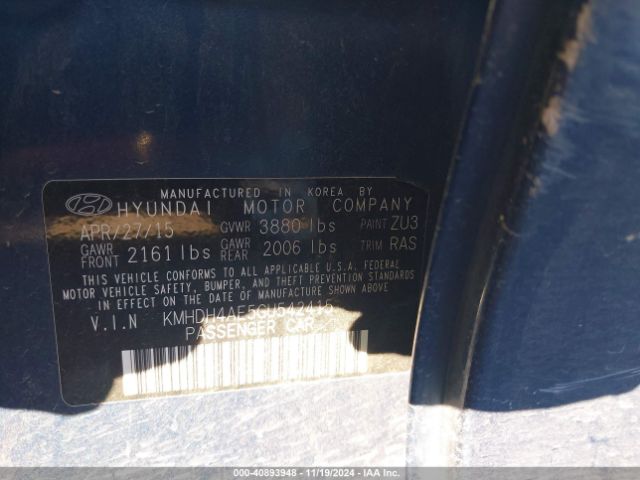 MANUFACTURED IN KOREA BY
HYUNDAI MOTOR COMPANY
APR/27/15 GVWR 3880 lbs PAINT ZU3
GAWR FRONT 2161 lbs GAWR REAR 2006 lbs TRIM RAS
THIS VEHICLE CONFORMS TO ALL APPLICABLE U.S.A. FEDERAL
MOTOR VEHICLE SAFETY, BUMPER, AND THEFT PREVENTION STANDARDS
IN EFFECT ON THE DATE OF MANUFACTURE SHOWN ABOVE.
V.I.N KMHDH4AE5GU542415
PASSENGER CAR
000-40893948 - 11/19/2024 - IAA Inc.